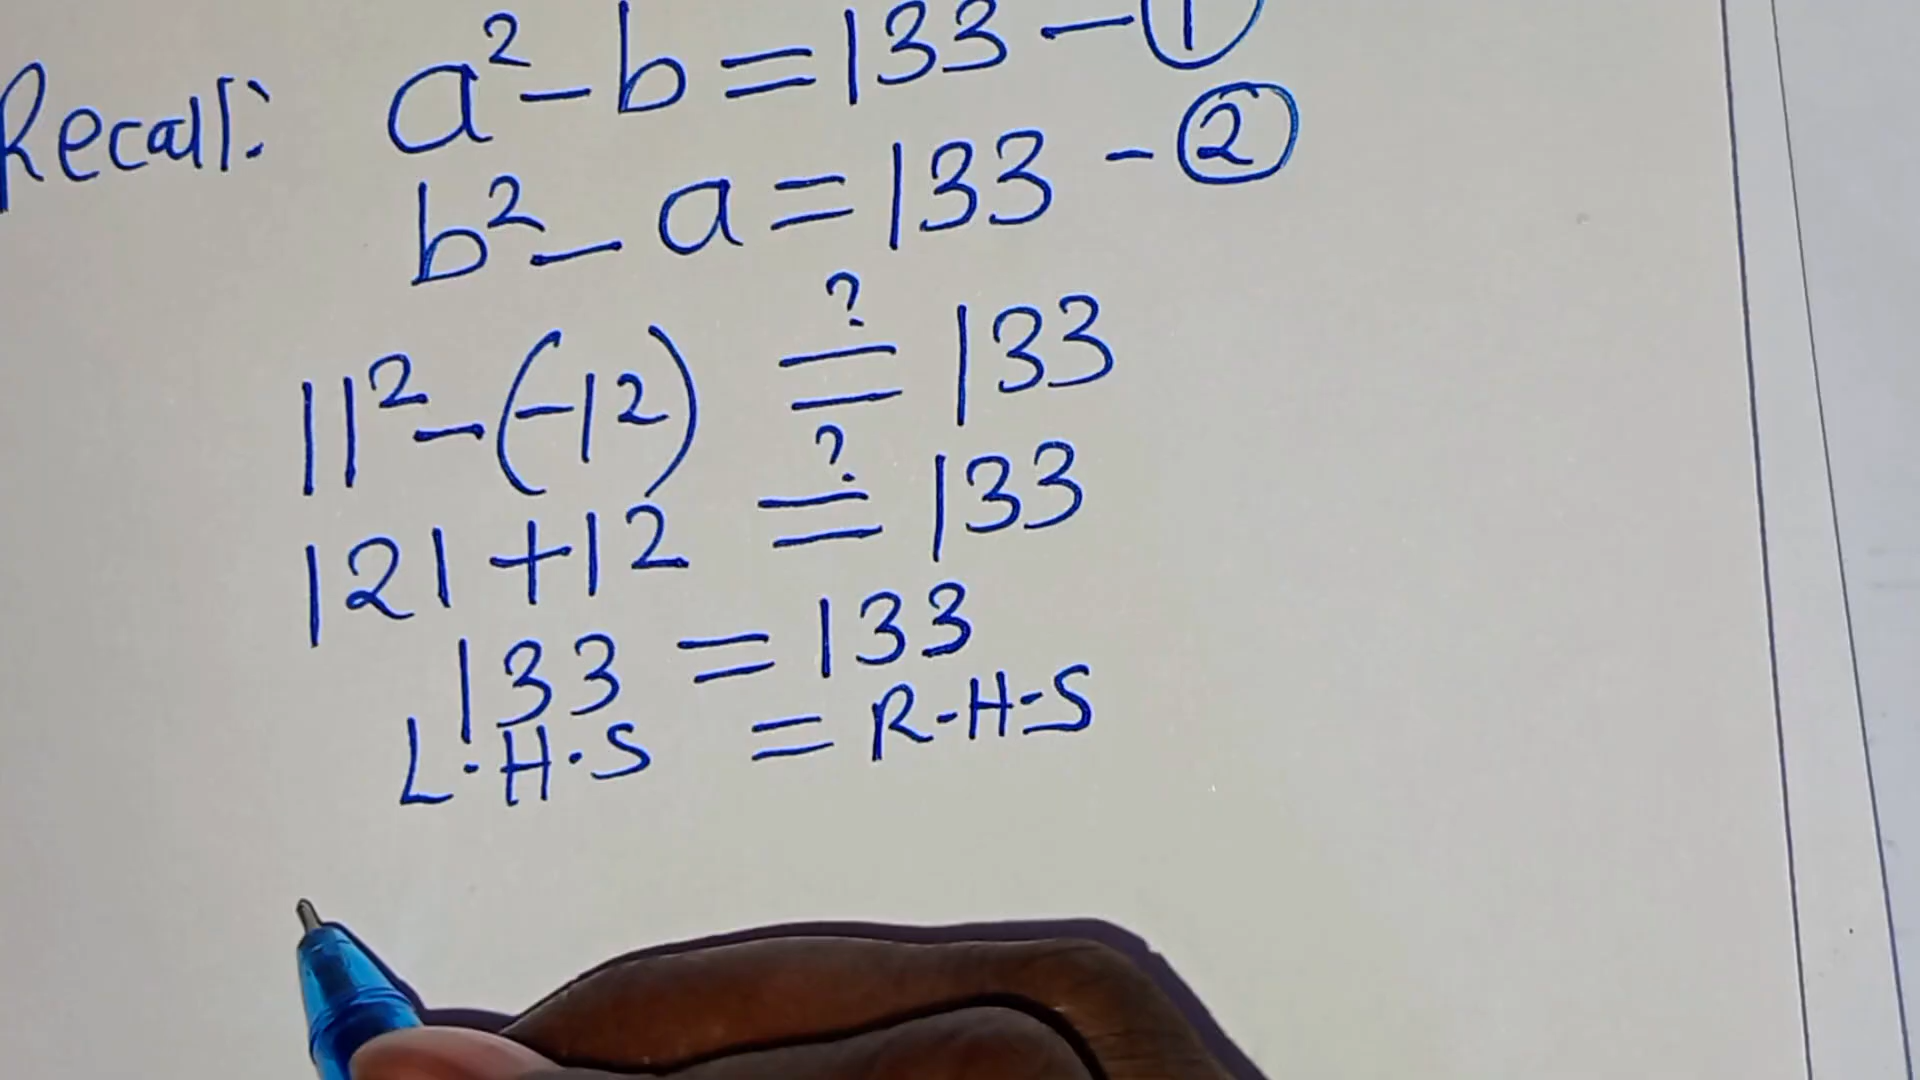 Recall: a² - b = 133 - ①
b² - a = 133 - ②
11² - (-12) ?= 133
121 + 12 ?= 133
133 = 133
L.H.S = R-H-S